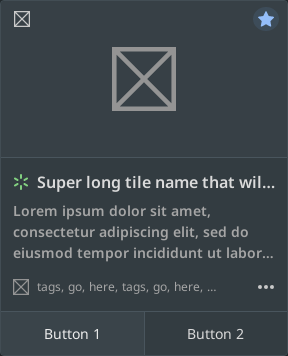 Super long tile name that wil...
Lorem ipsum dolor sit amet,
consectetur adipiscing elit, sed do
eiusmod tempor incididunt ut labor...
tags, go, here, tags, go, here, ...
Button 1
Button 2